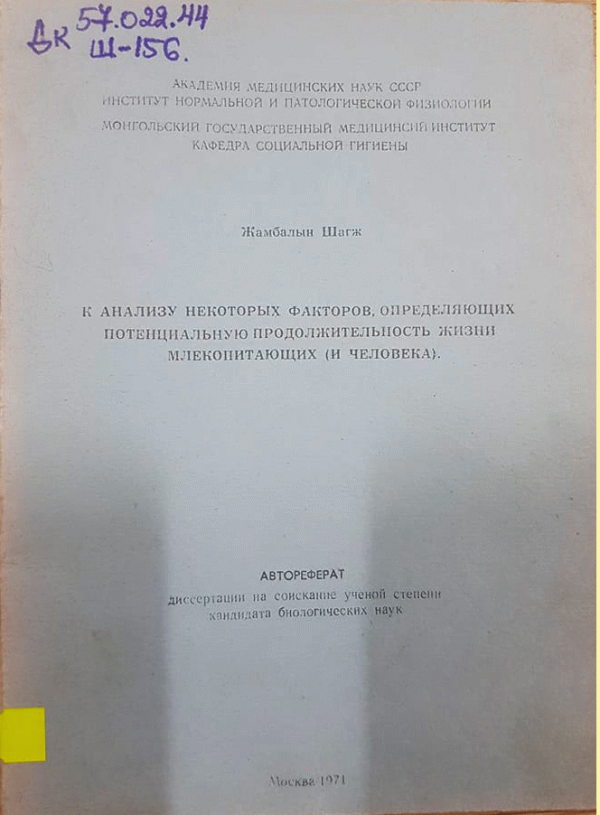 Дк 57.022.44
Ш-156.
АКАДЕМИЯ МЕДИЦИНСКИХ НАУК СССР
ИНСТИТУТ НОРМАЛЬНОЙ И ПАТОЛОГИЧЕСКОЙ ФИЗИОЛОГИИ
МОНГОЛЬСКИЙ ГОСУДАРСТВЕННЫЙ МЕДИЦИНСИЙ ИНСТИТУТ
КАФЕДРА СОЦИАЛЬНОЙ ГИГИЕНЫ
Жамбалын Шагж
К АНАЛИЗУ НЕКОТОРЫХ ФАКТОРОВ, ОПРЕДЕЛЯЮЩИХ
ПОТЕНЦИАЛЬНУЮ ПРОДОЛЖИТЕЛЬНОСТЬ ЖИЗНИ
МЛЕКОПИТАЮЩИХ (И ЧЕЛОВЕКА).
АВТОРЕФЕРАТ
диссертации на соискание ученой степени
кандидата биологических наук
Москва 1971